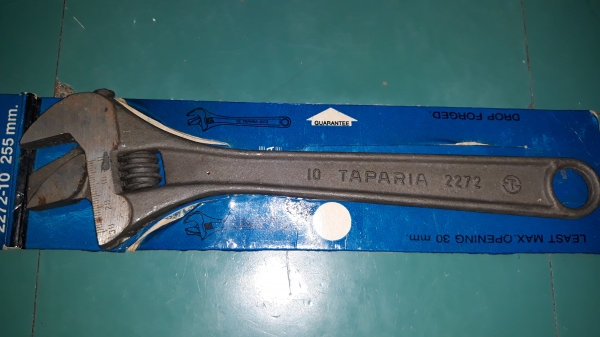 2272-10 255 mm.
GUARANTEE
DROP FORGED.
10 TAPARIA 2272
LEAST MAX. OPENING 30 mm.